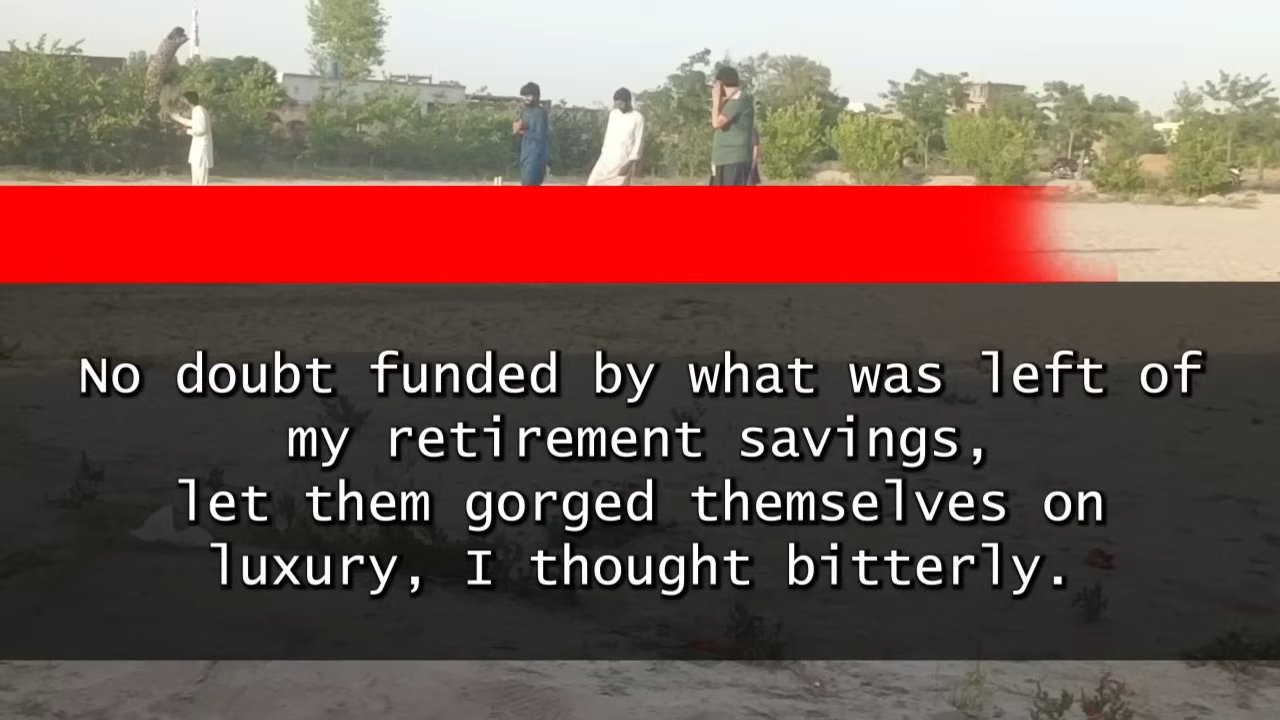 No doubt funded by what was left of
my retirement savings,
let them gorged themselves on
luxury, I thought bitterly.